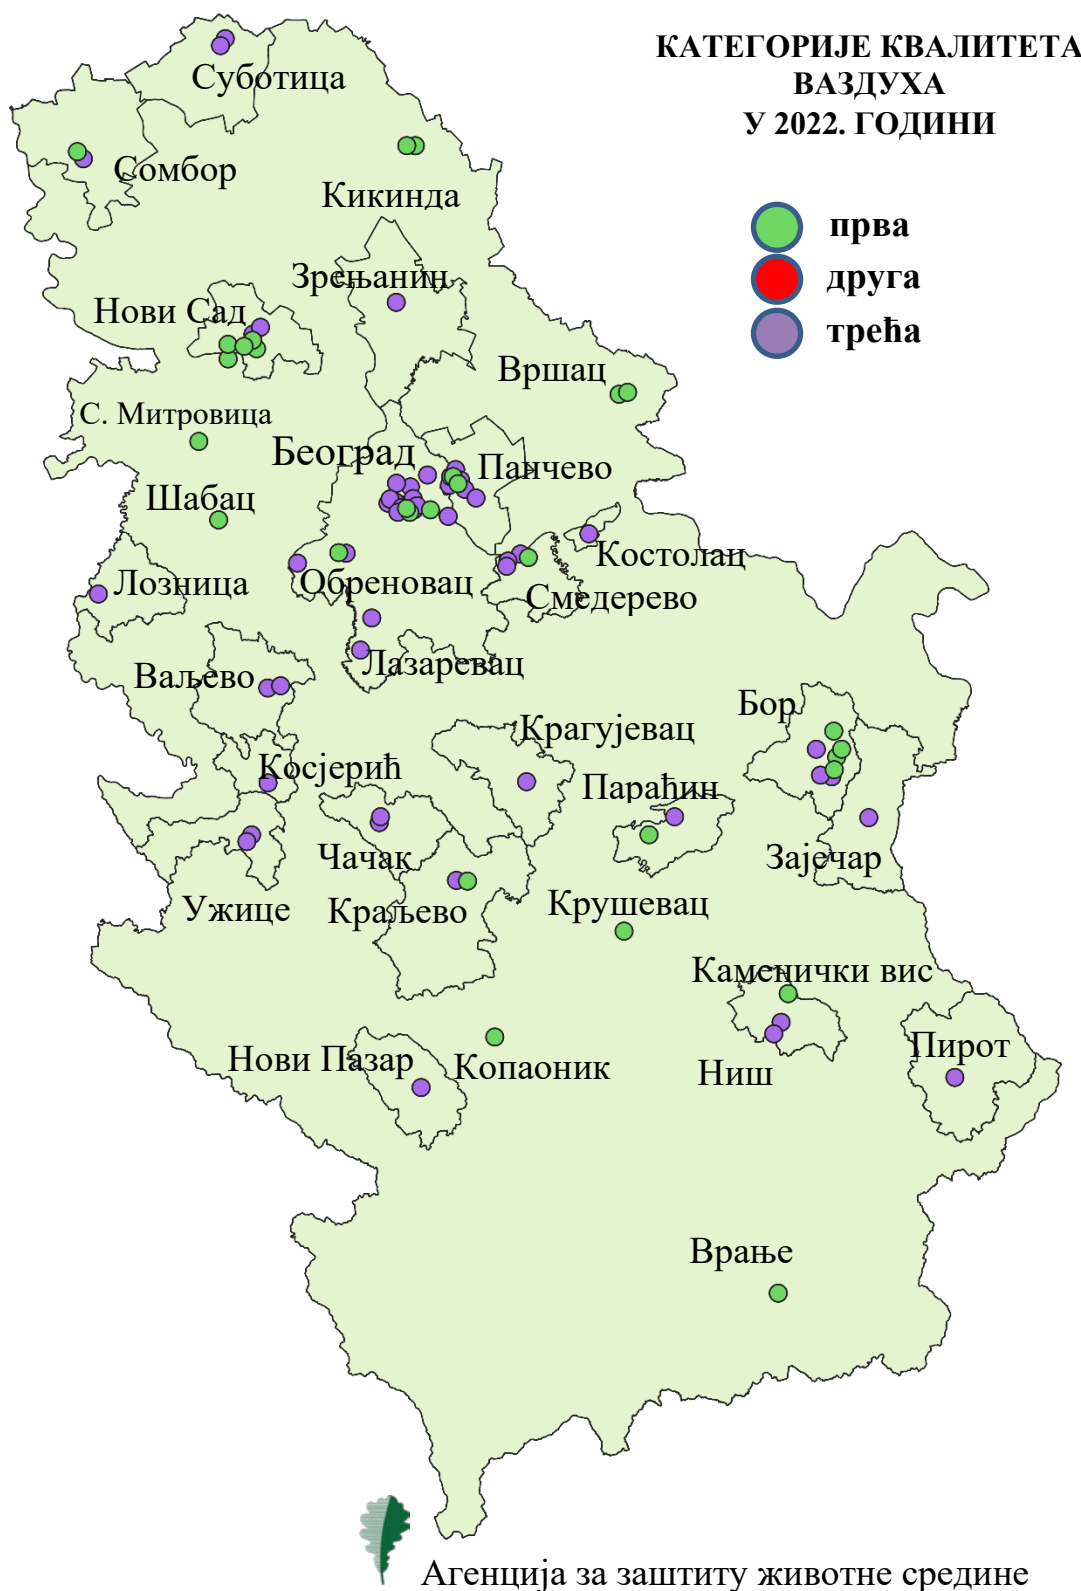 КАТЕГОРИЈЕ КВАЛИТЕТА
ВАЗДУХА
У 2022. ГОДИНИ
прва
друга
трећа
Суботица
Сомбор
Кикинда
Зрењанин
Нови Сад
Вршац
С. Митровица
Београд
Панчево
Шабац
Костолац
Лозница
Обреновац
Смедерево
Лазаревац
Ваљево
Бор
Крагујевац
Косјерић
Параћин
Чачак
Зајечар
Ужице
Краљево
Крушевац
Каменички вис
Нови Пазар
Копаоник
Ниш
Пирот
Врање
Агенција за заштиту животне средине